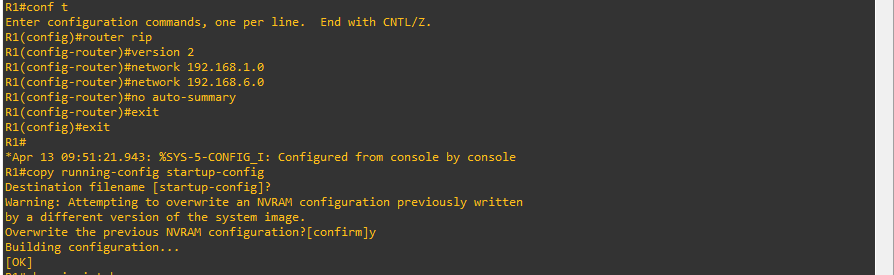 R1#conf t
Enter configuration commands, one per line.  End with CNTL/Z.
R1(config)#router rip
R1(config-router)#version 2
R1(config-router)#network 192.168.1.0
R1(config-router)#network 192.168.6.0
R1(config-router)#no auto-summary
R1(config-router)#exit
R1(config)#exit
R1#
*Apr 13 09:51:21.943: %SYS-5-CONFIG_I: Configured from console by console
R1#copy running-config startup-config
Destination filename [startup-config]?
Warning: Attempting to overwrite an NVRAM configuration previously written
by a different version of the system image.
Overwrite the previous NVRAM configuration?[confirm]y
Building configuration...
[OK]